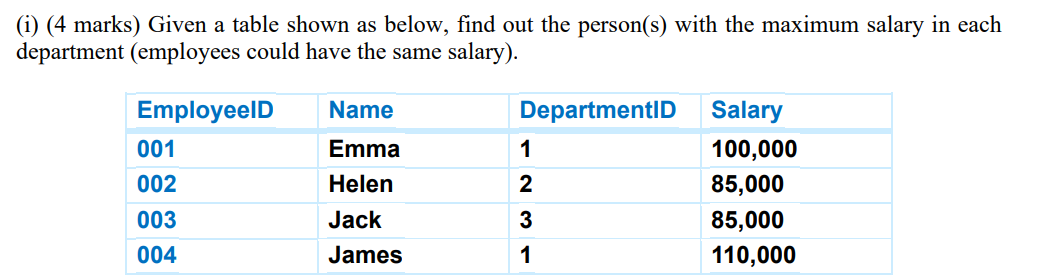 (i) (4 marks) Given a table shown as below, find out the person(s) with the maximum salary in each
department (employees could have the same salary).
EmployeeID Name DepartmentID Salary
001 Emma 1 100,000
002 Helen 2 85,000
003 Jack 3 85,000
004 James 1 110,000